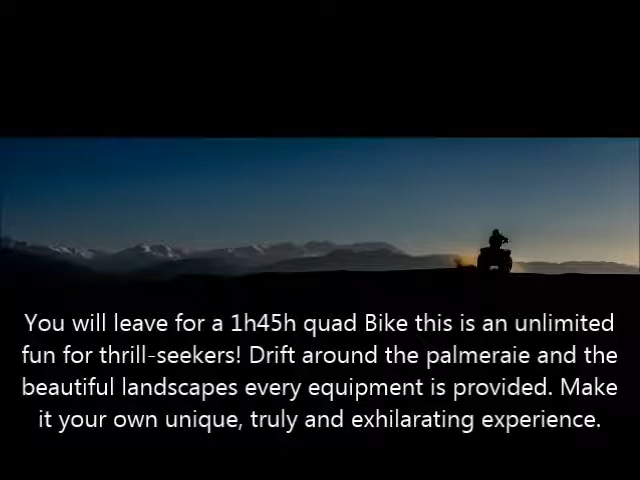 You will leave for a 1h45h quad Bike this is an unlimited
fun for thrill-seekers! Drift around the palmeraie and the
beautiful landscapes every equipment is provided. Make
it your own unique, truly and exhilarating experience.